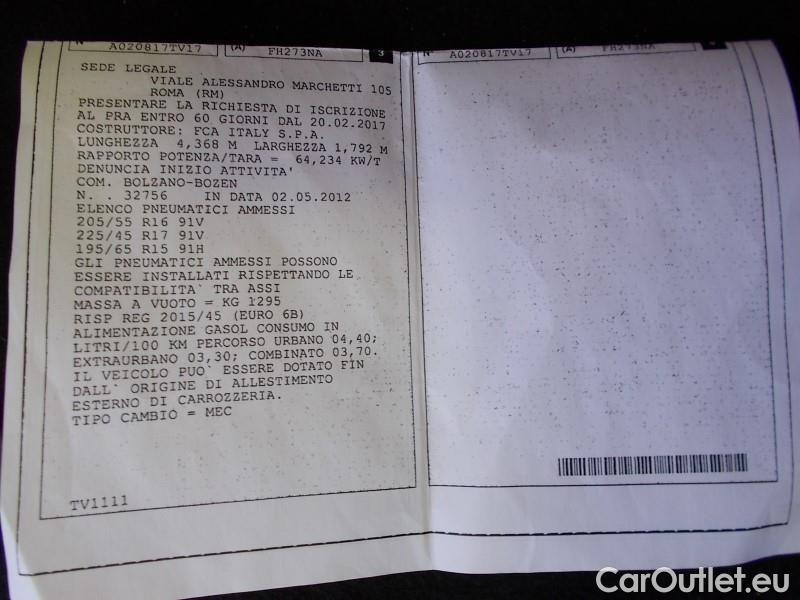 N° A020817TV17 (A) FH273NA 3
SEDE LEGALE
VIALE ALESSANDRO MARCHETTI 105
ROMA (RM)
PRESENTARE LA RICHIESTA DI ISCRIZIONE
AL PRA ENTRO 60 GIORNI DAL 20.02.2017
COSTRUTTORE: FCA ITALY S.P.A.
LUNGHEZZA 4,368 M LARGHEZZA 1,792 M
RAPPORTO POTENZA/TARA = 64,234 KW/T
DENUNCIA INIZIO ATTIVITA'
COM. BOLZANO-BOZEN
N. . 32756 IN DATA 02.05.2012
ELENCO PNEUMATICI AMMESSI
205/55 R16 91V
225/45 R17 91V
195/65 R15 91H
GLI PNEUMATICI AMMESSI POSSONO
ESSERE INSTALLATI RISPETTANDO LE
COMPATIBILITA` TRA ASSI
MASSA A VUOTO = KG 1295
RISP REG 2015/45 (EURO 6B)
ALIMENTAZIONE GASOL CONSUMO IN
LITRI/100 KM PERCORSO URBANO 04,40;
EXTRAURBANO 03,30; COMBINATO 03,70.
IL VEICOLO PUO` ESSERE DOTATO FIN
DALL` ORIGINE DI ALLESTIMENTO
ESTERNO DI CARROZZERIA.
TIPO CAMBIO = MEC
TV1111
N° A020817TV17 (A) FH273NA
CarOutlet.eu